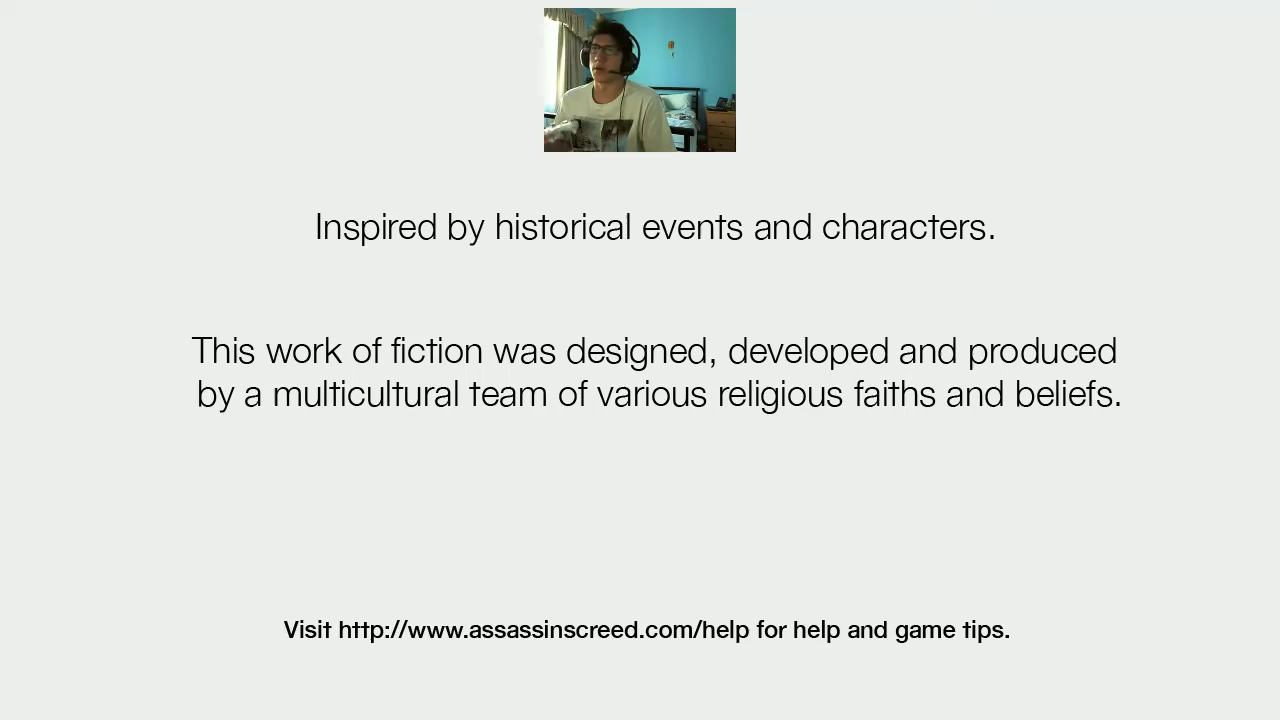 Inspired by historical events and characters.
This work of fiction was designed, developed and produced
by a multicultural team of various religious faiths and beliefs.
Visit http://www.assassinscreed.com/help for help and game tips.